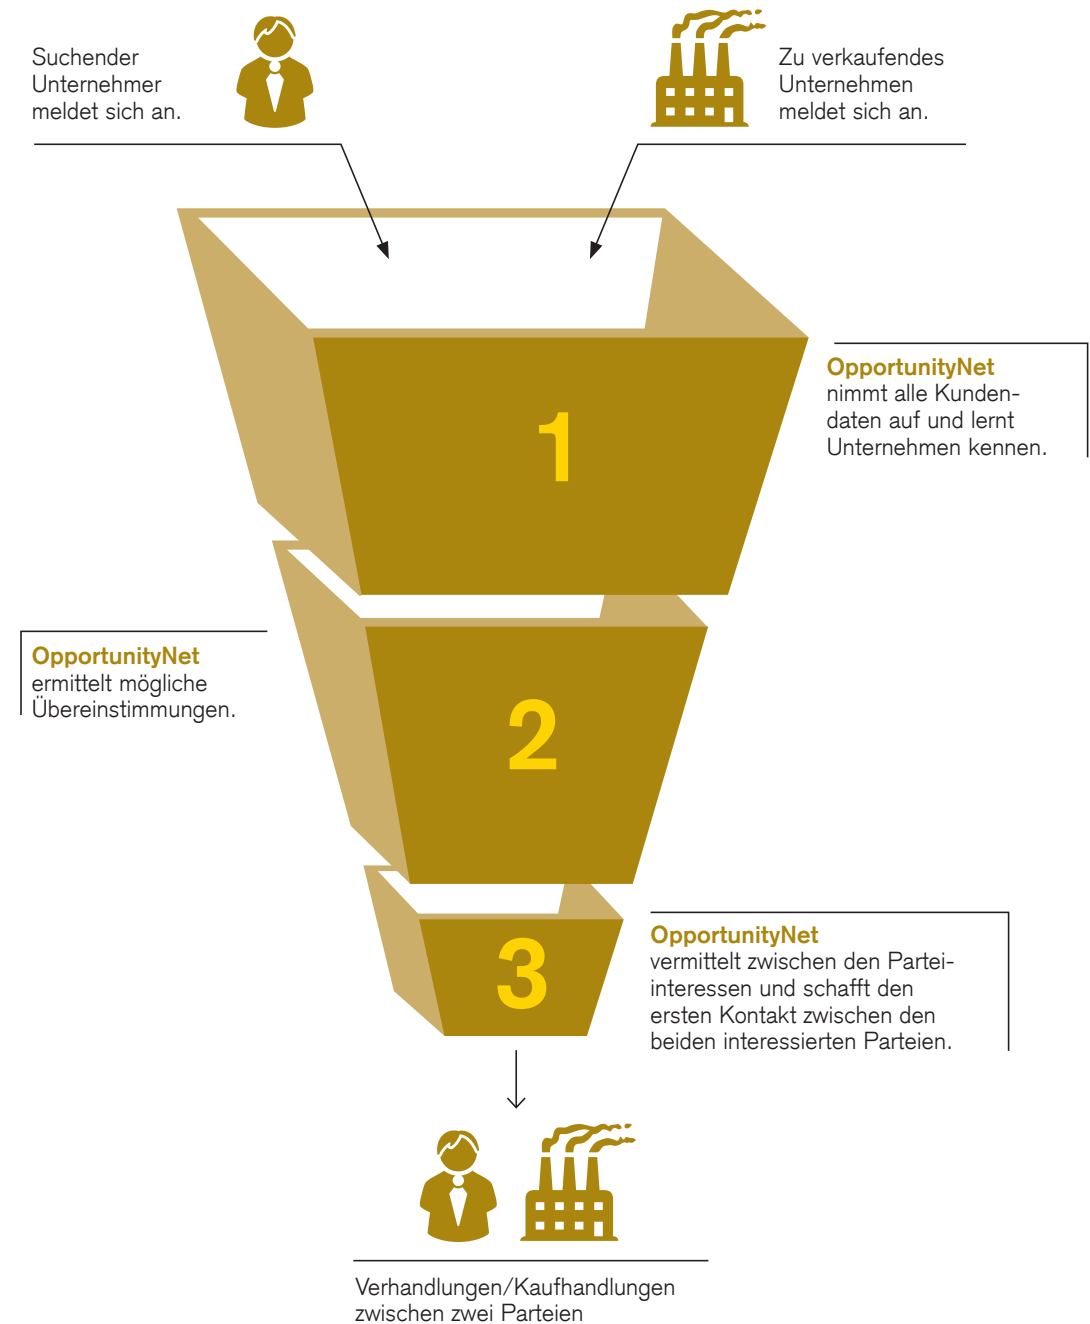 Suchender
Unternehmer
meldet sich an.
Zu verkaufendes
Unternehmen
meldet sich an.
1
OpportunityNet
nimmt alle Kunden-
daten auf und lernt
Unternehmen kennen.
OpportunityNet
ermittelt mögliche
Übereinstimmungen.
2
3
OpportunityNet
vermittelt zwischen den Partei-
interessen und schafft den
ersten Kontakt zwischen den
beiden interessierten Parteien.
Verhandlungen/Kaufhandlungen
zwischen zwei Parteien